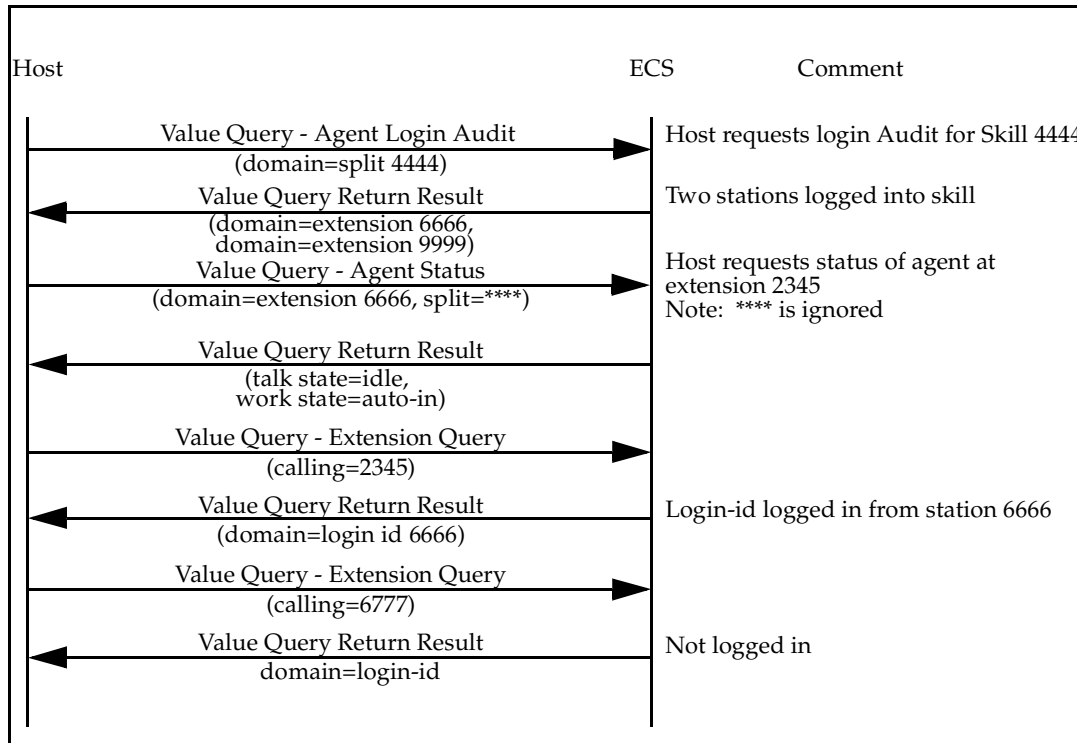 Host ECS Comment
Value Query - Agent Login Audit
(domain=split 4444)
Host requests login Audit for Skill 4444
Value Query Return Result
(domain=extension 6666,
domain=extension 9999)
Two stations logged into skill
Value Query - Agent Status
(domain=extension 6666, split=****)
Host requests status of agent at
extension 2345
Note: **** is ignored
Value Query Return Result
(talk state=idle,
work state=auto-in)
Value Query - Extension Query
(calling=2345)
Value Query Return Result
(domain=login id 6666)
Login-id logged in from station 6666
Value Query - Extension Query
(calling=6777)
Value Query Return Result
domain=login-id
Not logged in